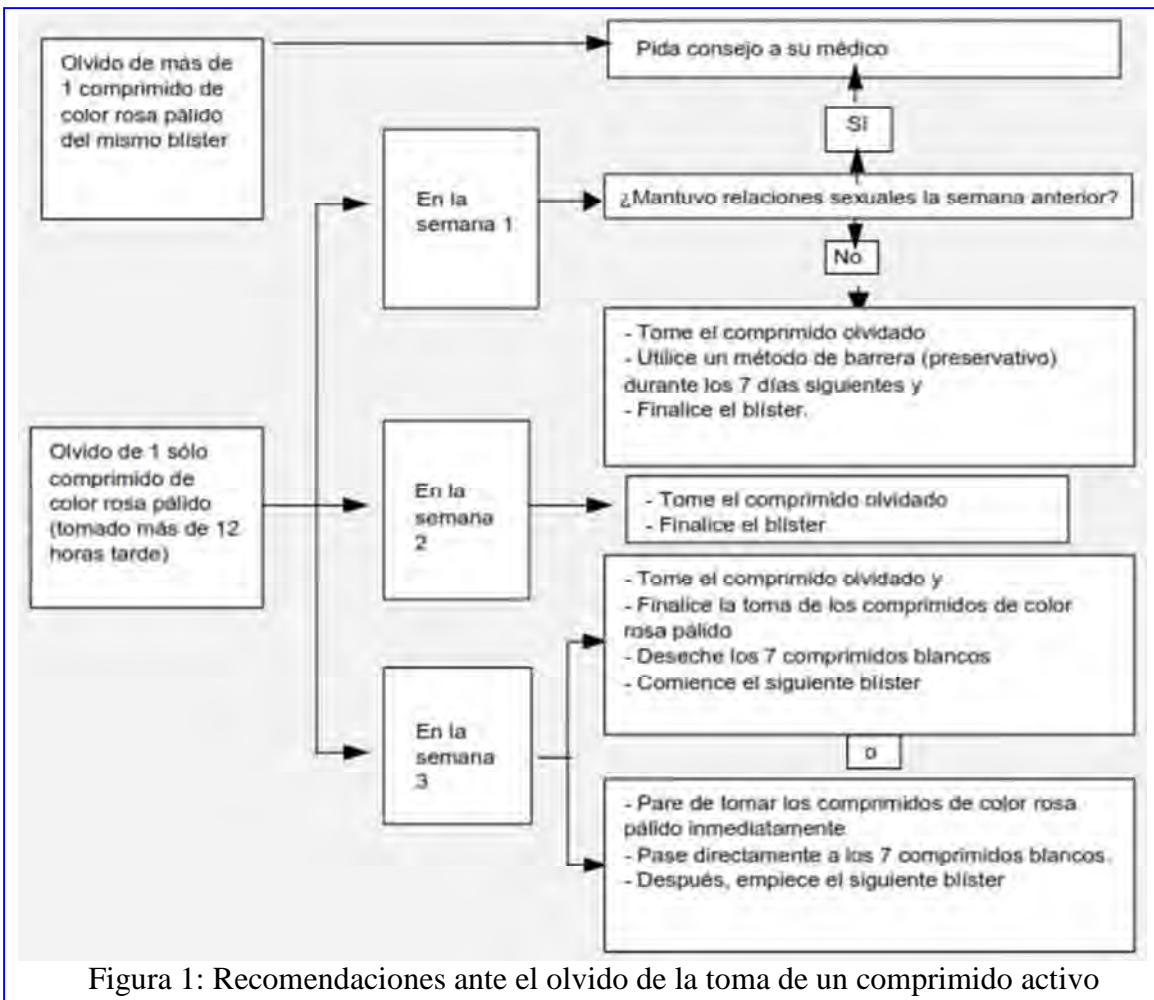 Olvido de más de
1 comprimido de
color rosa pálido
del mismo blíster
Pida consejo a su médico
Sí
En la
semana 1
¿Mantuvo relaciones sexuales la semana anterior?
No
- Tome el comprimido olvidado
- Utilice un método de barrera (preservativo)
durante los 7 días siguientes y
- Finalice el blíster.
Olvido de 1 sólo
comprimido de
color rosa pálido
(tomado más de 12
horas tarde)
En la
semana
2
- Tome el comprimido olvidado
- Finalice el blíster
- Tome el comprimido olvidado y
- Finalice la toma de los comprimidos de color
rosa pálido
- Deseche los 7 comprimidos blancos
- Comience el siguiente blíster
En la
semana
3
o
- Pare de tomar los comprimidos de color rosa
pálido inmediatamente
- Pase directamente a los 7 comprimidos blancos.
- Después, empiece el siguiente blíster
Figura 1: Recomendaciones ante el olvido de la toma de un comprimido activo